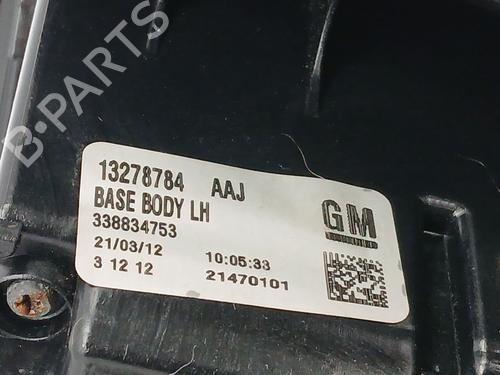 B-PARTS
13278784 AAJ
BASE BODY LH
338834753
21/03/12 10:05:33
3 12 12 21470101
GM